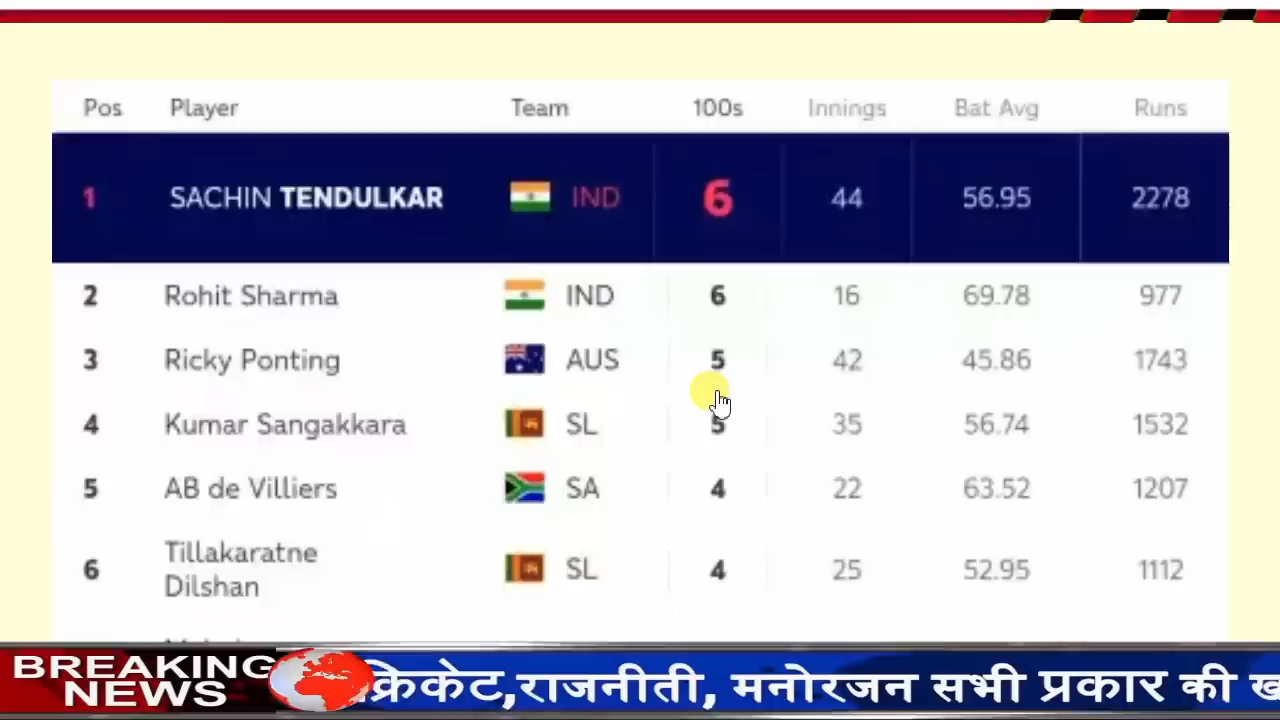 Pos Player Team 100s Innings Bat Avg Runs
1 SACHIN TENDULKAR IND 6 44 56.95 2278
2 Rohit Sharma IND 6 16 69.78 977
3 Ricky Ponting AUS 5 42 45.86 1743
4 Kumar Sangakkara SL 5 35 56.74 1532
5 AB de Villiers SA 4 22 63.52 1207
6 Tillakaratne
Dilshan SL 4 25 52.95 1112
BREAKING
NEWS
क्रिकेट,राजनीती, मनोरजन सभी प्रकार की